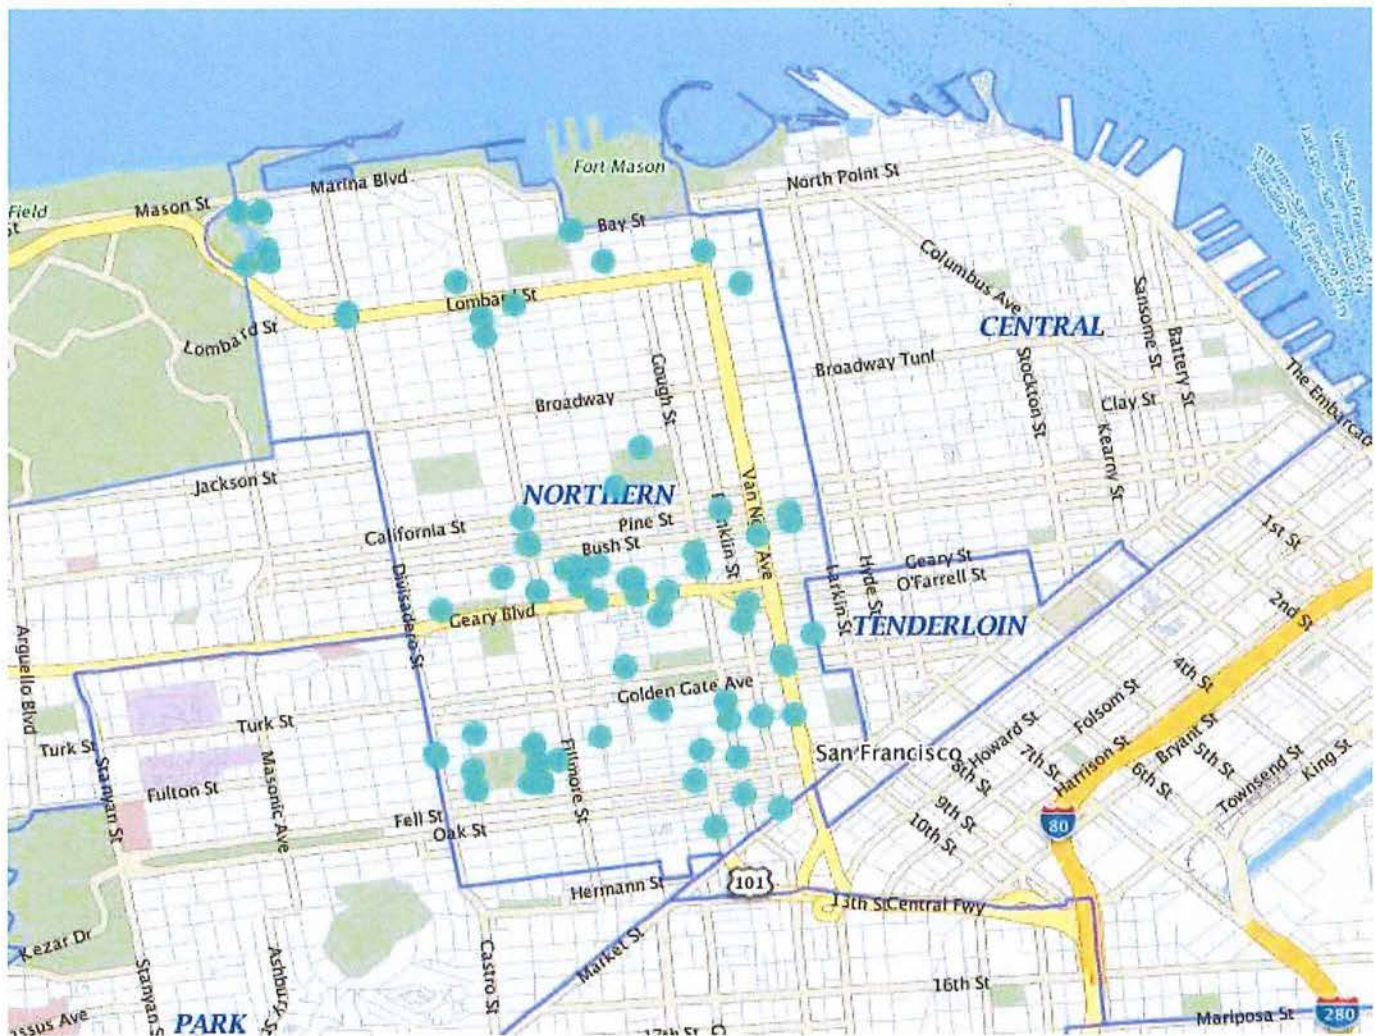 Fort Mason
Marina Blvd
North Point St
Field
St
Mason St
Bay St
Columbus Ave
Sansome St
Battery St
Lombard St
Lombard St
CENTRAL
Gough St
Broadway Tunl
Stockton St
Clay St
Kearny St
The Embarcad
Broadway
Jackson St
NORTHERN
California St
Pine St
Bush St
Van Ne Ave
nklin St
1st St
Geary St
O'Farrell St
Hyde St
Larkin St
2nd St
Divisadero St
Geary Blvd
TENDERLOIN
Arguello Blvd
4th St
Golden Gate Ave
Folsom St
Turk St
Turk St
Howard St
Bryant St
San Francisco
7th St
Harrison St
5th St
King St
8th St
6th St
Townsend St
Stanyan St
Masonic Ave
Fulton St
Fillmore St
Fell St
Oak St
9th St
10th St
80
Hermann St
101
13th St
Central Fwy
Kezar Dr
Stanyan S
Ashbury S
Castro St
Market St
16th St
assus Ave
PARK
17th St
C
Mariposa St
280